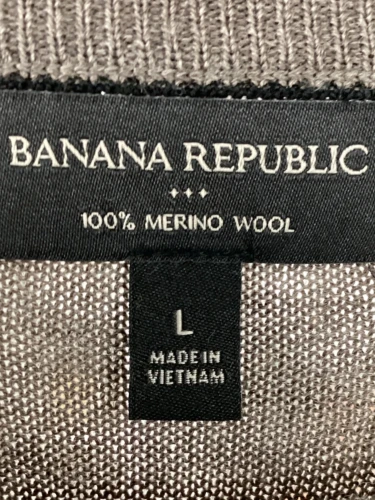 BANANA REPUBLIC
100% MERINO WOOL
L
MADE IN
VIETNAM